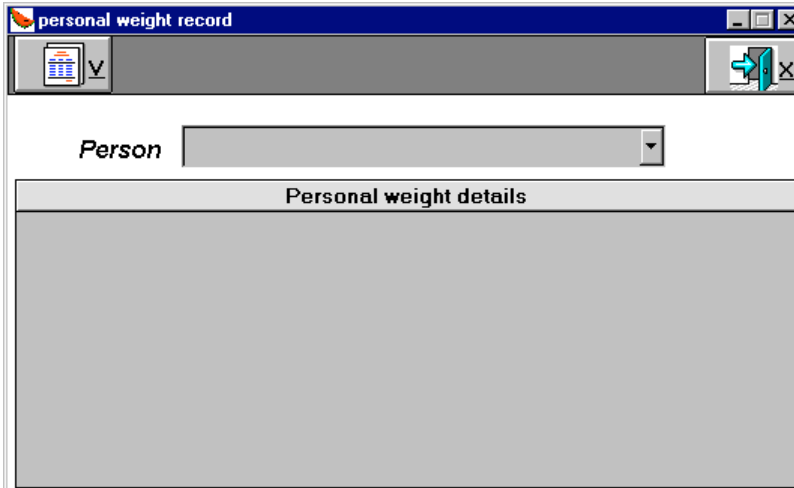 personal weight record
V
X
Person
Personal weight details